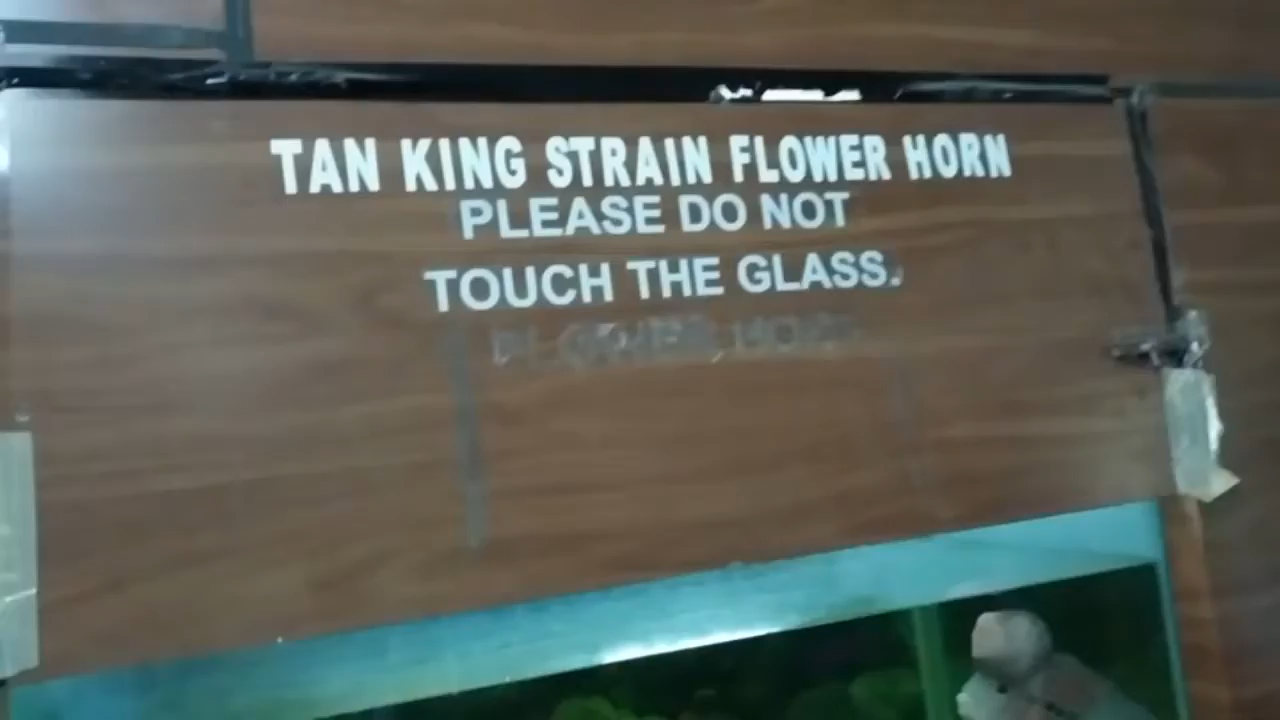 TAN KING STRAIN FLOWER HORN
PLEASE DO NOT
TOUCH THE GLASS.